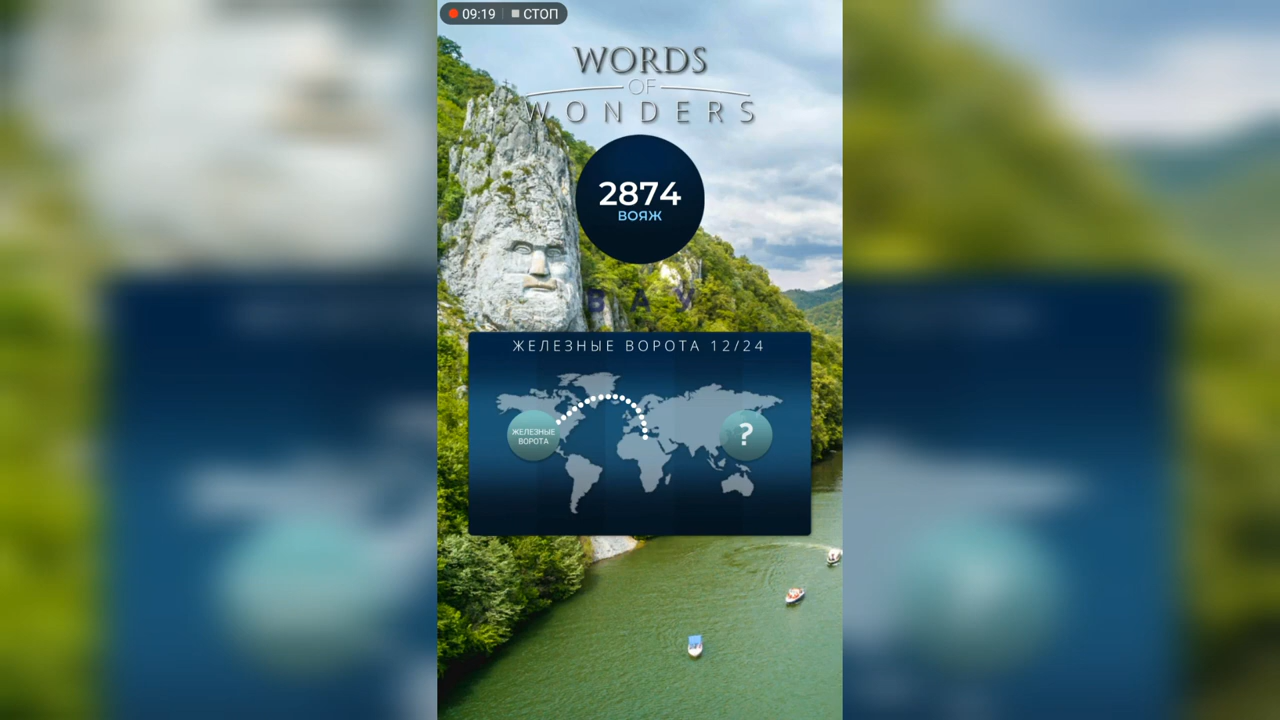 09:19 СТОП
WORDS
OF
WONDERS
2874
ВОЯЖ
ЖЕЛЕЗНЫЕ ВОРОТА 12/24
ЖЕЛЕЗНЫЕ
ВОРОТА
?